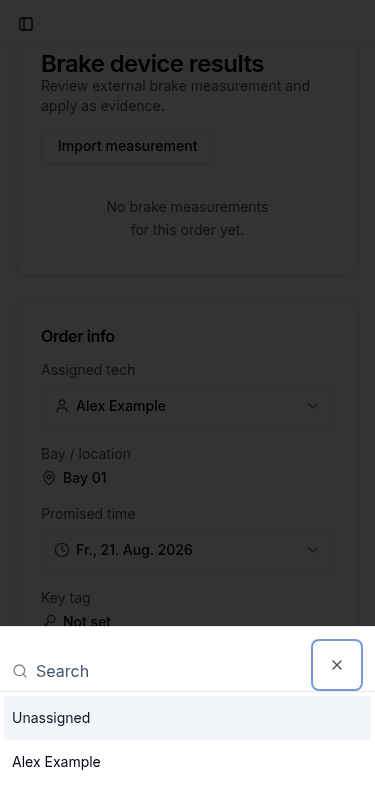 Brake device results
Review external brake measurement and
apply as evidence.
Import measurement
No brake measurements
for this order yet.
Order info
Assigned tech
Alex Example
Bay / location
Bay 01
Promised time
Fr., 21. Aug. 2026
Key tag
Not set
Search
Unassigned
Alex Example